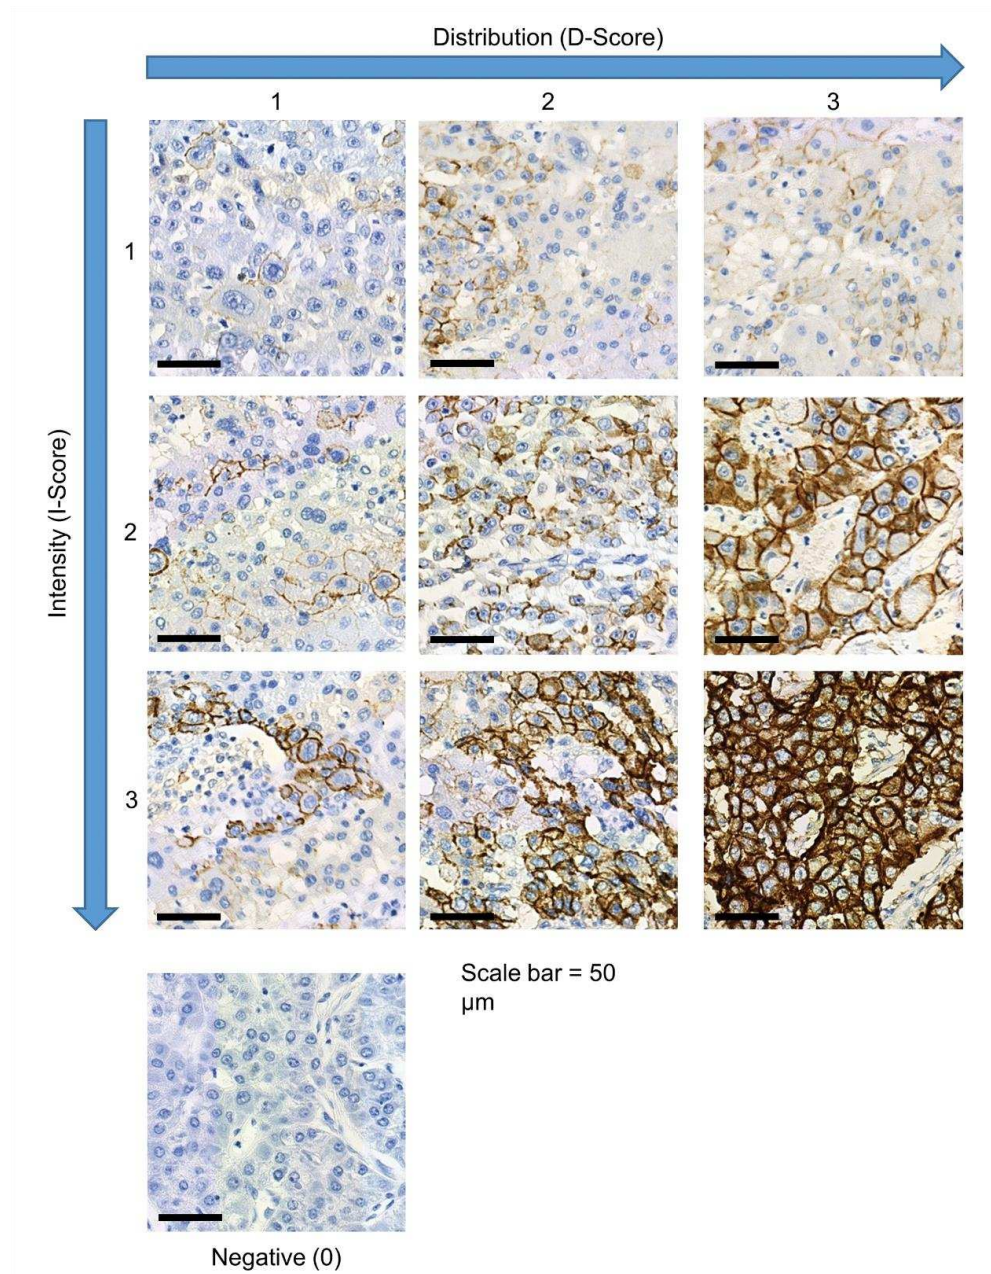 Distribution (D-Score)
1
2
3
Intensity (I-Score)
1
2
3
Scale bar = 50
µm
Negative (0)